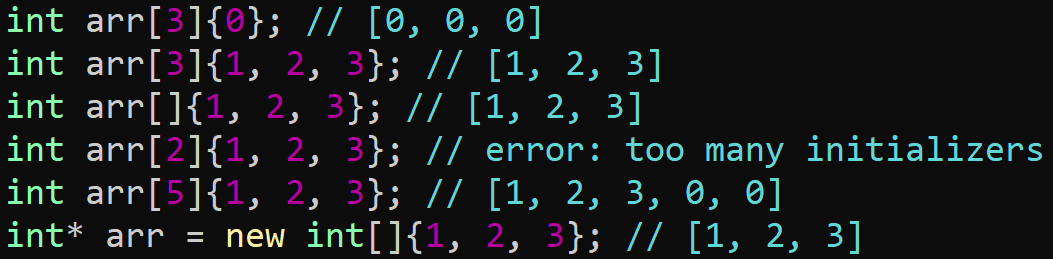 int arr[3]{0}; // [0, 0, 0]
int arr[3]{1, 2, 3}; // [1, 2, 3]
int arr[]{1, 2, 3}; // [1, 2, 3]
int arr[2]{1, 2, 3}; // error: too many initializers
int arr[5]{1, 2, 3}; // [1, 2, 3, 0, 0]
int* arr = new int[]{1, 2, 3}; // [1, 2, 3]